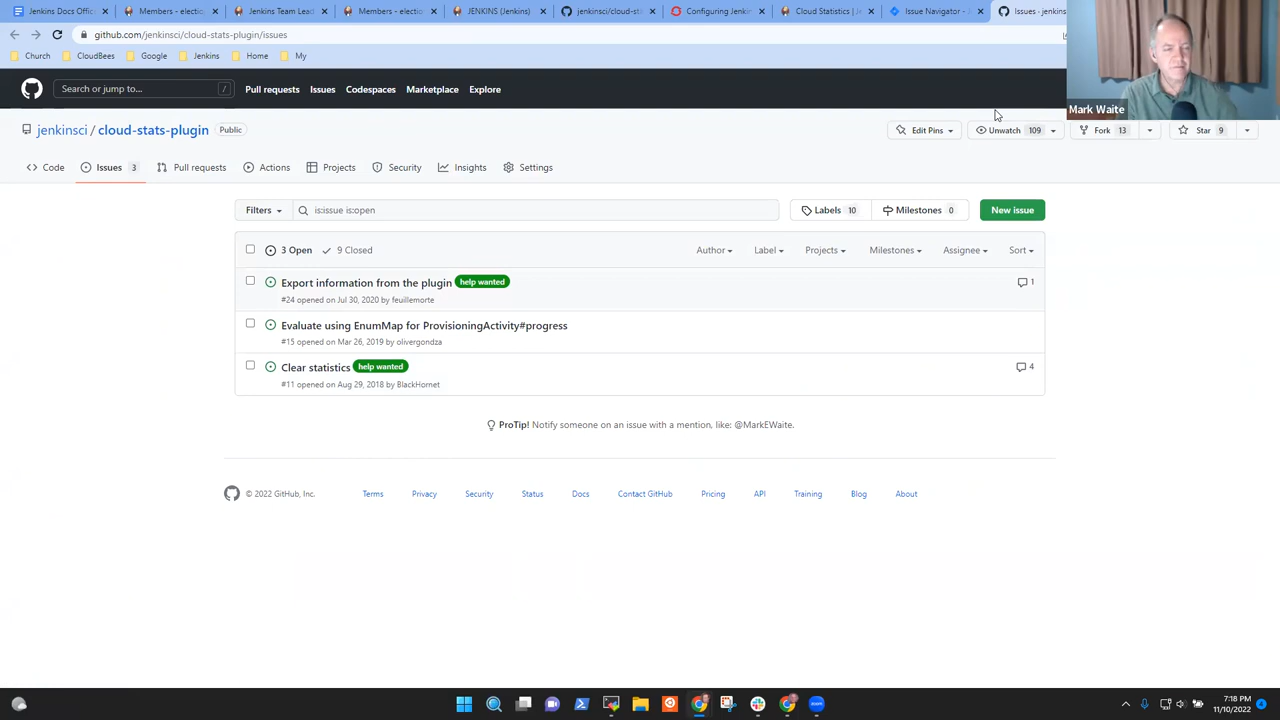 Jenkins Docs Offic
Members - electio
Jenkins Team Lead
Members - electio
JENKINS (Jenkins)
jenkinsci/cloud-st
Configuring Jenkin
Cloud Statistics | J
Issue Navigator -
Issues - jenkins
github.com/jenkinsci/cloud-stats-plugin/issues
Church
CloudBees
Google
Jenkins
Home
My
Search or jump to...
/
Pull requests
Issues
Codespaces
Marketplace
Explore
Mark Waite
jenkinsci / cloud-stats-plugin
Public
Edit Pins
Unwatch 109
Fork 13
Star 9
Code
Issues 3
Pull requests
Actions
Projects
Security
Insights
Settings
Filters
is:issue is:open
Labels 10
Milestones 0
New issue
3 Open
9 Closed
Author
Label
Projects
Milestones
Assignee
Sort
Export information from the plugin help wanted
1
#24 opened on Jul 30, 2020 by feuillemorte
Evaluate using EnumMap for ProvisioningActivity#progress
#15 opened on Mar 26, 2019 by olivergondza
Clear statistics help wanted
4
#11 opened on Aug 29, 2018 by BlackHornet
ProTip! Notify someone on an issue with a mention, like: @MarkEWaite.
© 2022 GitHub, Inc.
Terms
Privacy
Security
Status
Docs
Contact GitHub
Pricing
API
Training
Blog
About
7:18 PM
11/10/2022